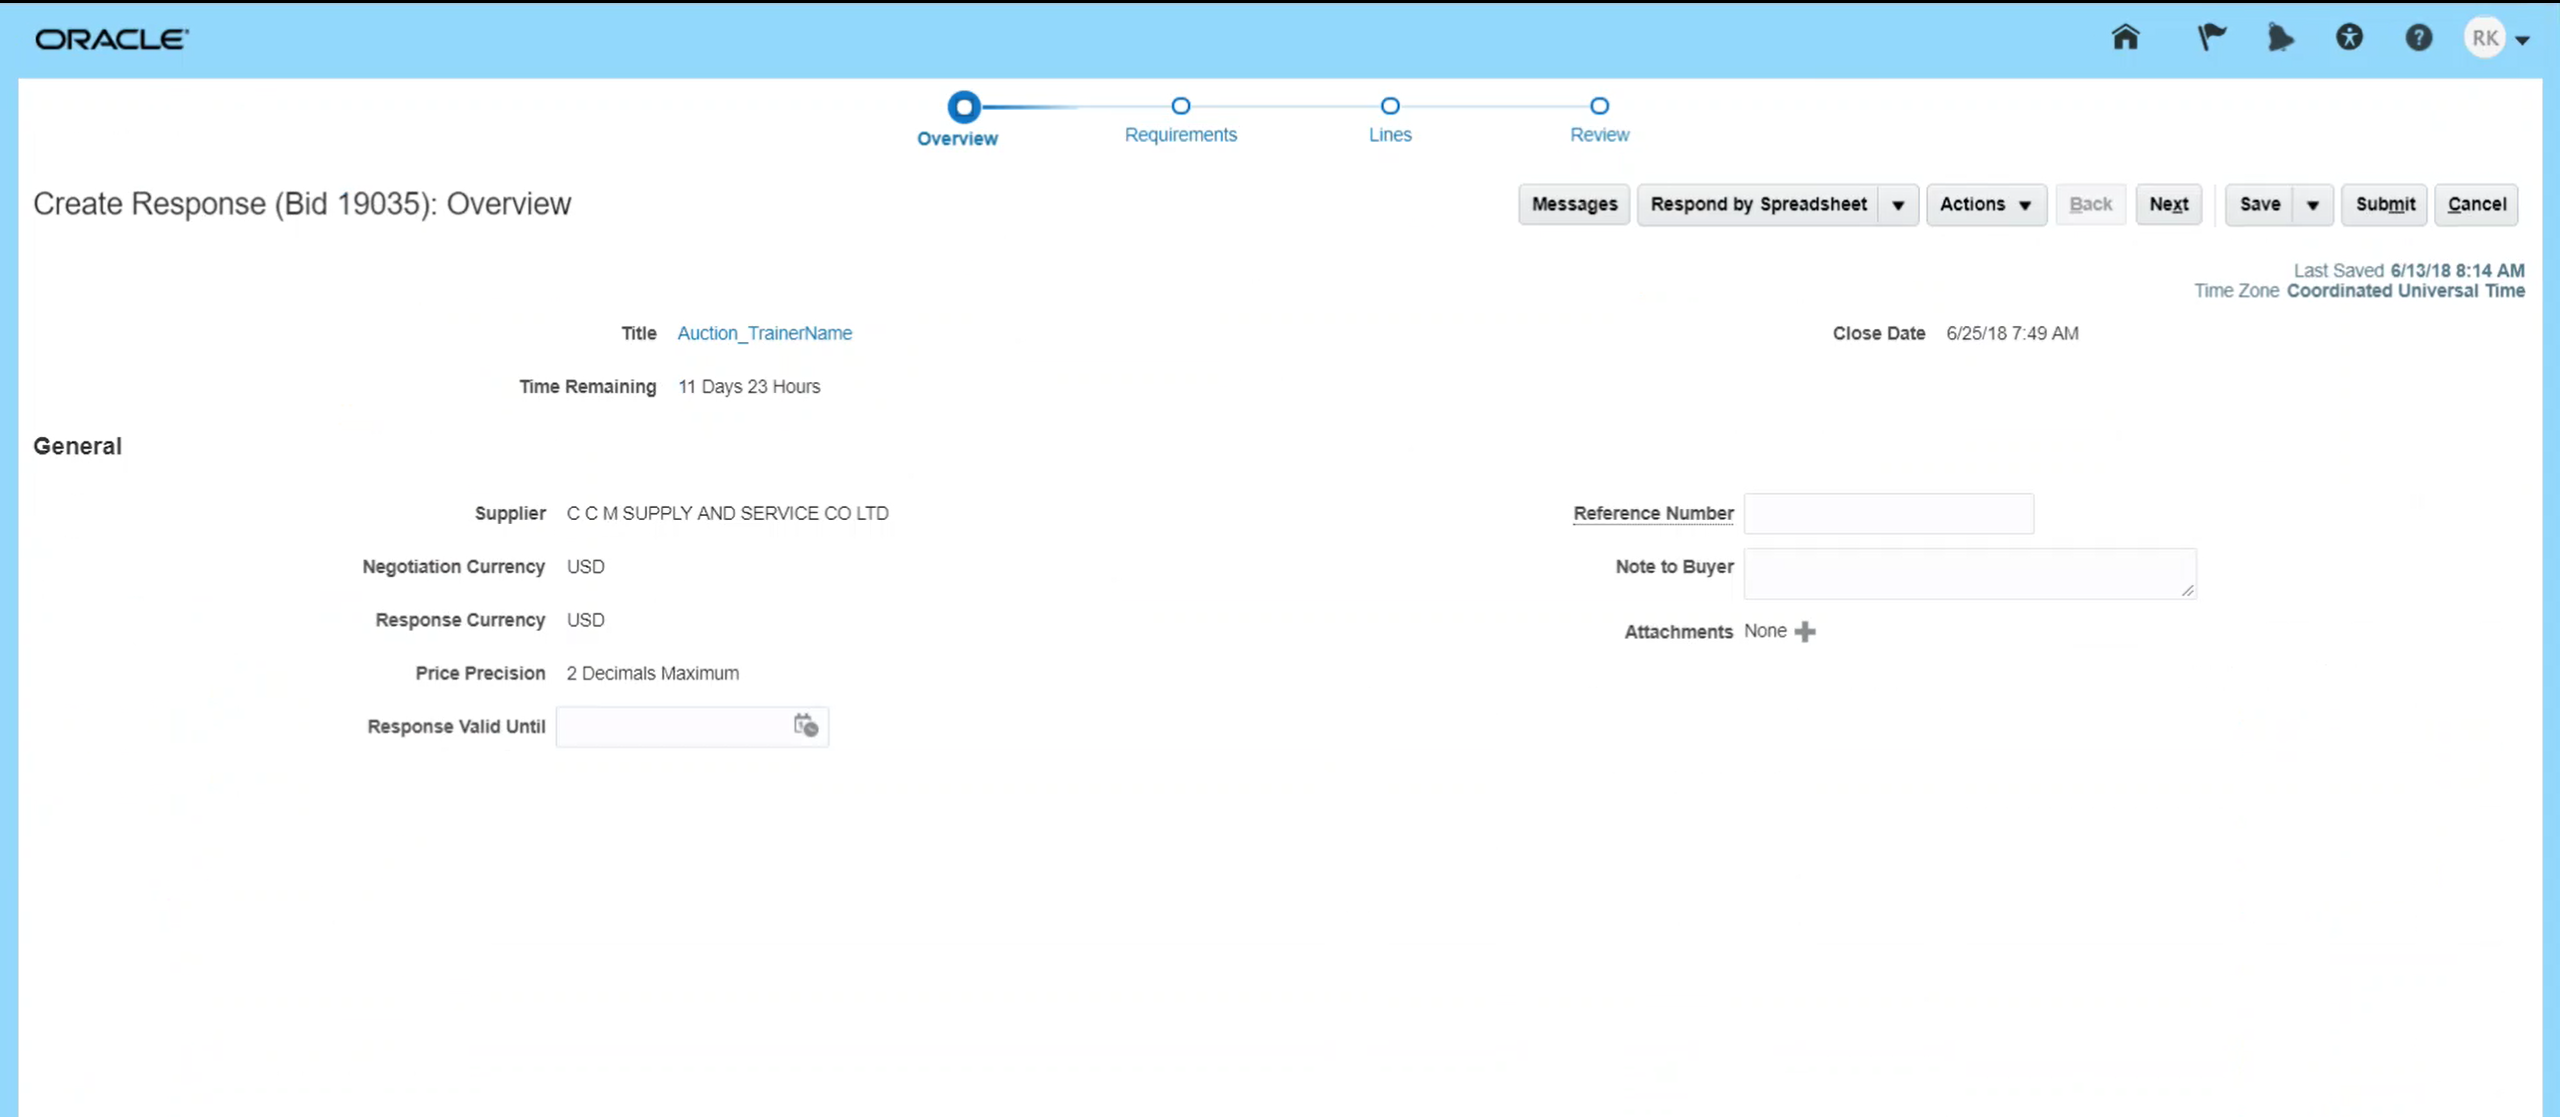 ORACLE
RK
Overview Requirements Lines Review
Create Response (Bid 19035): Overview Messages Respond by Spreadsheet Actions Back Next Save Submit Cancel
Last Saved 6/13/18 8:14 AM
Time Zone Coordinated Universal Time
Title Auction_TrainerName Close Date 6/25/18 7:49 AM
Time Remaining 11 Days 23 Hours
General
Supplier C C M SUPPLY AND SERVICE CO LTD Reference Number
Negotiation Currency USD Note to Buyer
Response Currency USD Attachments None
Price Precision 2 Decimals Maximum
Response Valid Until